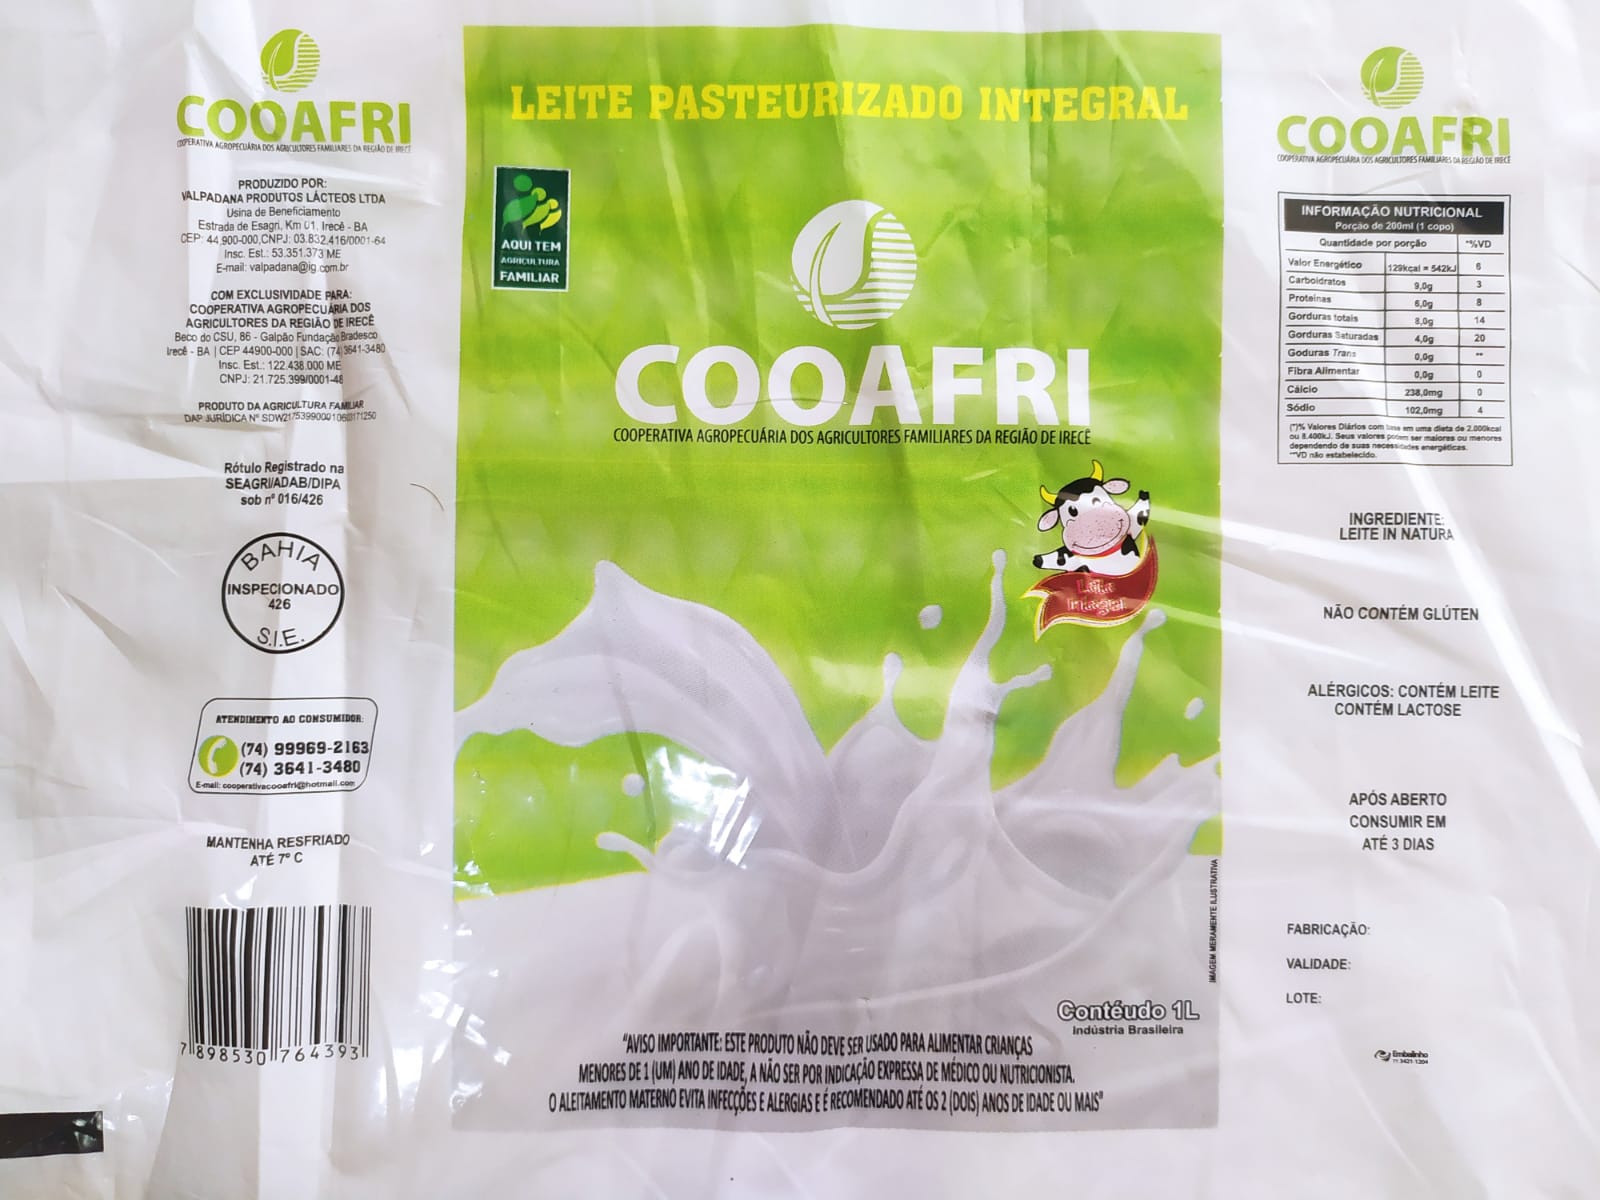 COOAFRI
COOPERATIVA AGROPECUÁRIA DOS AGRICULTORES FAMILIARES DA REGIÃO DE IRECÊ
PRODUZIDO POR:
VALPADANA PRODUTOS LÁCTEOS LTDA
Usina de Beneficiamento
Estrada de Esagri, Km 01, Irecê - BA
CEP: 44.900-000,CNPJ: 03.832.416/0001-64
Insc. Est.: 53.351.373 ME
E-mail: valpadana@ig.com.br
COM EXCLUSIVIDADE PARA:
COOPERATIVA AGROPECUÁRIA DOS
AGRICULTORES DA REGIÃO DE IRECÊ
Beco do CSU, 86 - Galpão Fundação Bradesco
Irecê - BA | CEP 44900-000 | SAC: (74) 3641-3480
Insc. Est.: 122.438.000 ME
CNPJ: 21.725.399/0001-48
PRODUTO DA AGRICULTURA FAMILIAR
DAP JURÍDICA Nº
Rótulo Registrado na
SEAGRI/ADAB/DIPA
sob nº 016/426
BAHIA
INSPECIONADO
426
S.I.E.
ATENDIMENTO AO CONSUMIDOR:
(74) 99969-2163
(74) 3641-3480
E-mail: cooperativacooafri@hotmail.com
MANTENHA RESFRIADO
ATÉ 7º C
7 898530 764393
LEITE PASTEURIZADO INTEGRAL
AQUI TEM
AGRICULTURA
FAMILIAR
COOAFRI
COOPERATIVA AGROPECUÁRIA DOS AGRICULTORES FAMILIARES DA REGIÃO DE IRECÊ
Leite
Integral
IMAGEM MERAMENTE ILUSTRATIVA
Contéudo 1L
Indústria Brasileira
"AVISO IMPORTANTE: ESTE PRODUTO NÃO DEVE SER USADO PARA ALIMENTAR CRIANÇAS
MENORES DE 1 (UM) ANO DE IDADE, A NÃO SER POR INDICAÇÃO EXPRESSA DE MÉDICO OU NUTRICIONISTA.
O ALEITAMENTO MATERNO EVITA INFECÇÕES E ALERGIAS E É RECOMENDADO ATÉ OS 2 (DOIS) ANOS DE IDADE OU MAIS"
COOAFRI
COOPERATIVA AGROPECUÁRIA DOS AGRICULTORES FAMILIARES DA REGIÃO DE IRECÊ
INFORMAÇÃO NUTRICIONAL
Porção de 200ml (1 copo)
Quantidade por porção *%VD
Valor Energético 129kcal = 542kJ 6
Carboidratos 9,0g 3
Proteínas 6,0g 8
Gorduras totais 8,0g 14
Gorduras Saturadas 4,0g 20
Goduras Trans 0,0g **
Fibra Alimentar 0,0g 0
Cálcio 238,0mg 0
Sódio 102,0mg 4
(*)% Valores Diários com base em uma dieta de 2.000kcal
ou 8.400kJ. Seus valores podem ser maiores ou menores
dependendo de suas necessidades energéticas.
**VD não estabelecido.
INGREDIENTE:
LEITE IN NATURA
NÃO CONTÉM GLÚTEN
ALÉRGICOS: CONTÉM LEITE
CONTÉM LACTOSE
APÓS ABERTO
CONSUMIR EM
ATÉ 3 DIAS
FABRICAÇÃO:
VALIDADE:
LOTE:
Embalinho
71 3421-1204